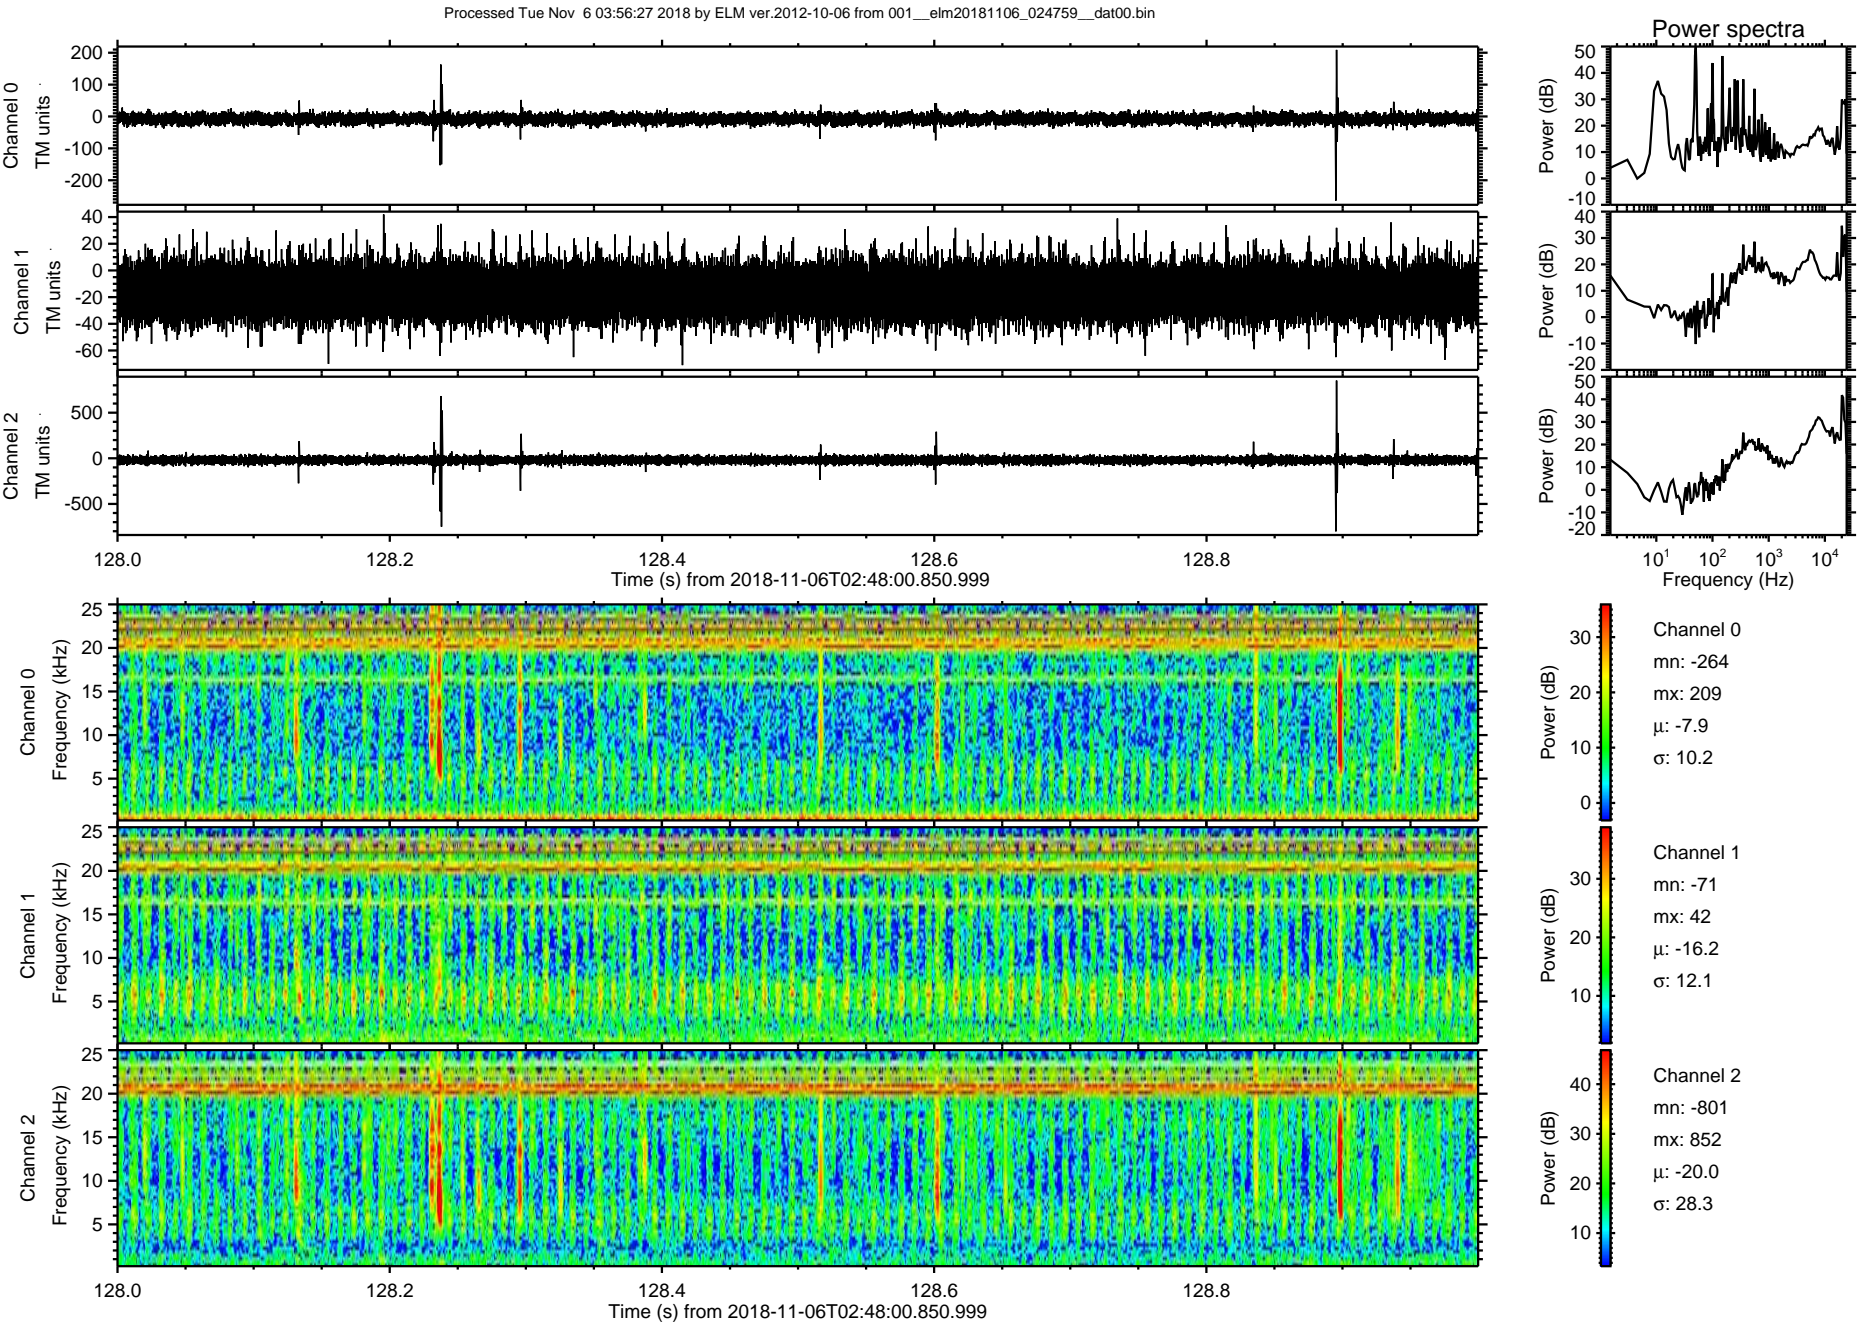 Processed Tue Nov  6 03:56:27 2018 by ELM ver.2012-10-06 from 001__elm20181106_024759__dat00.bin
Power spectra
Channel 0
TM units
200
100
0
-100
-200
Power (dB)
50
40
30
20
10
0
-10
Channel 1
TM units
40
20
0
-20
-40
-60
Power (dB)
40
30
20
10
0
-10
-20
Channel 2
TM units
500
0
-500
Power (dB)
50
40
30
20
10
0
-10
-20
128.0 128.2 128.4 128.6 128.8
Time (s) from 2018-11-06T02:48:00.850.999
10^1 10^2 10^3 10^4
Frequency (Hz)
Channel 0
Frequency (kHz)
25
20
15
10
5
Power (dB)
30
20
10
0
Channel 0
mn: -264
mx: 209
μ: -7.9
σ: 10.2
Channel 1
Frequency (kHz)
25
20
15
10
5
Power (dB)
30
20
10
Channel 1
mn: -71
mx: 42
μ: -16.2
σ: 12.1
Channel 2
Frequency (kHz)
25
20
15
10
5
Power (dB)
40
30
20
10
Channel 2
mn: -801
mx: 852
μ: -20.0
σ: 28.3
128.0 128.2 128.4 128.6 128.8
Time (s) from 2018-11-06T02:48:00.850.999